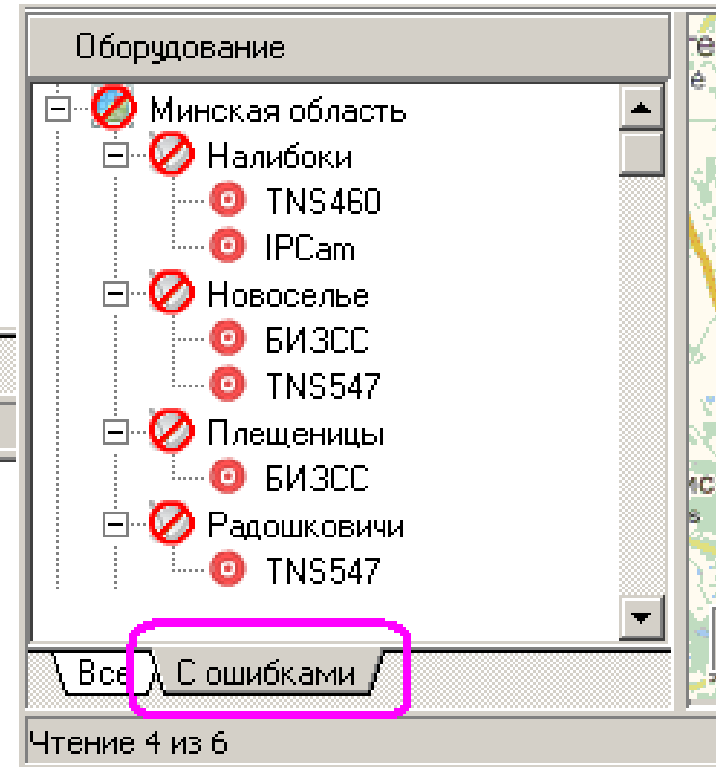 Оборудование
Минская область
Налибоки
TNS460
IPCam
Новоселье
БИЗСС
TNS547
Плещеницы
БИЗСС
Радошковичи
TNS547
Все
С ошибками
Чтение 4 из 6